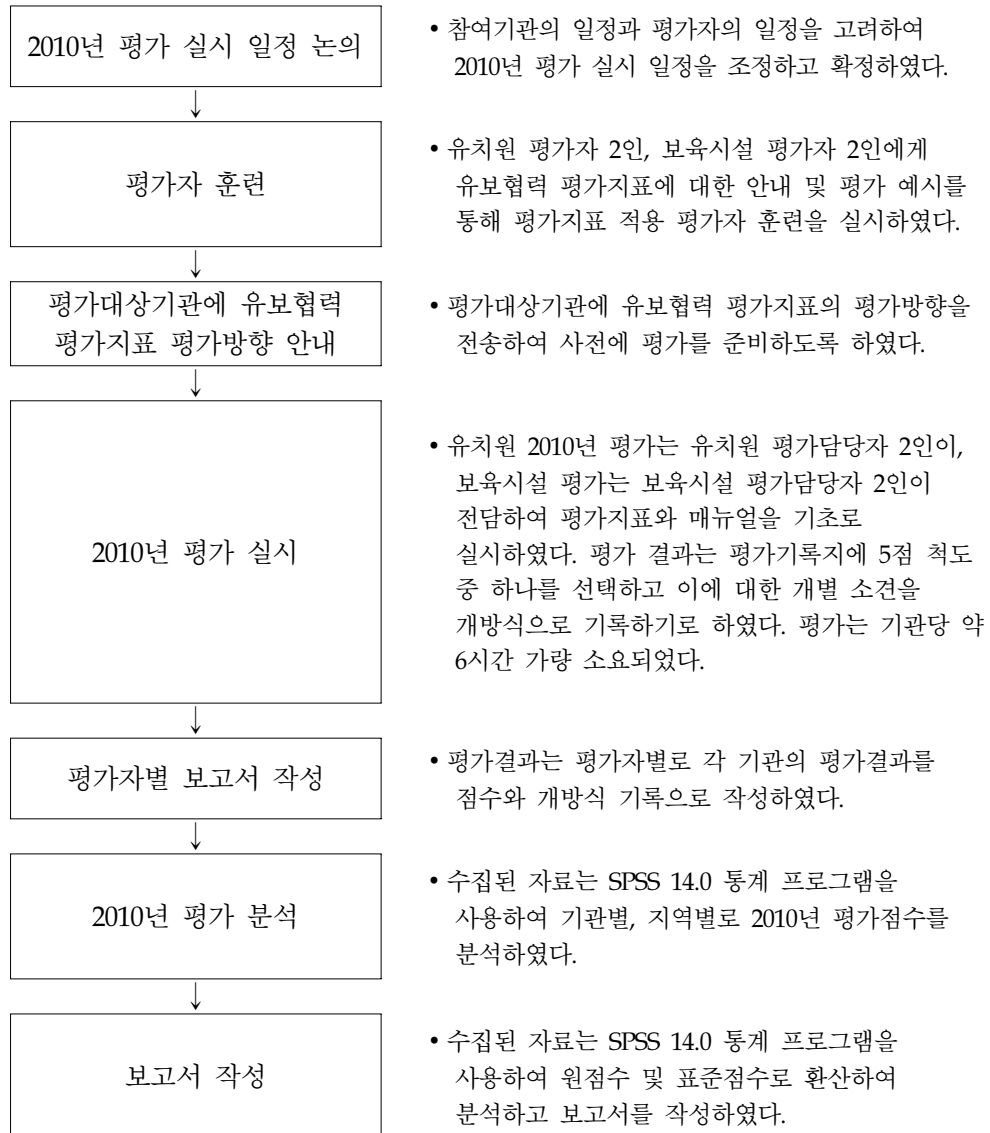 2010년 평가 실시 일정 논의
• 참여기관의 일정과 평가자의 일정을 고려하여
2010년 평가 실시 일정을 조정하고 확정하였다.
↓
평가자 훈련
• 유치원 평가자 2인, 보육시설 평가자 2인에게
유보협력 평가지표에 대한 안내 및 평가 예시를
통해 평가지표 적용 평가자 훈련을 실시하였다.
↓
평가대상기관에 유보협력
평가지표 평가방향 안내
• 평가대상기관에 유보협력 평가지표의 평가방향을
전송하여 사전에 평가를 준비하도록 하였다.
↓
2010년 평가 실시
• 유치원 2010년 평가는 유치원 평가담당자 2인이,
보육시설 평가는 보육시설 평가담당자 2인이
전담하여 평가지표와 매뉴얼을 기초로
실시하였다. 평가 결과는 평가기록지에 5점 척도
중 하나를 선택하고 이에 대한 개별 소견을
개방식으로 기록하기로 하였다. 평가는 기관당 약
6시간 가량 소요되었다.
↓
평가자별 보고서 작성
• 평가결과는 평가자별로 각 기관의 평가결과를
점수와 개방식 기록으로 작성하였다.
↓
2010년 평가 분석
• 수집된 자료는 SPSS 14.0 통계 프로그램을
사용하여 기관별, 지역별로 2010년 평가점수를
분석하였다.
↓
보고서 작성
• 수집된 자료는 SPSS 14.0 통계 프로그램을
사용하여 원점수 및 표준점수로 환산하여
분석하고 보고서를 작성하였다.